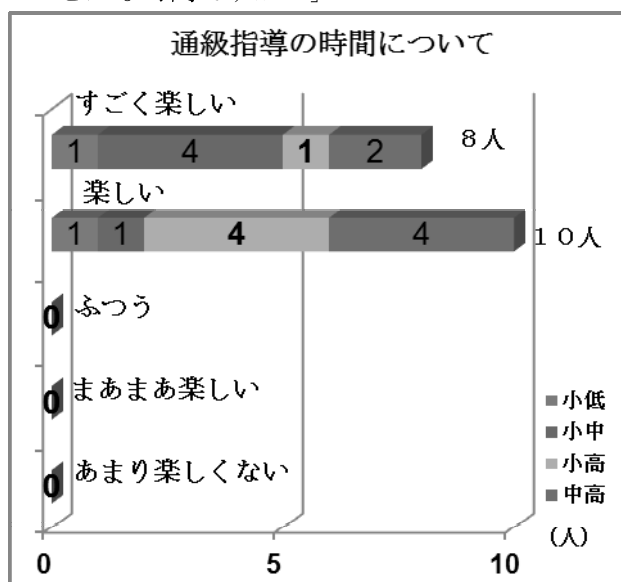 通級指導の時間について
すごく楽しい
1 4 1 2 8人
楽しい
1 1 4 4 10人
0 ふつう
0 まあまあ楽しい
0 あまり楽しくない
■小低
■小中
■小高
■中高
(人)
0 5 10